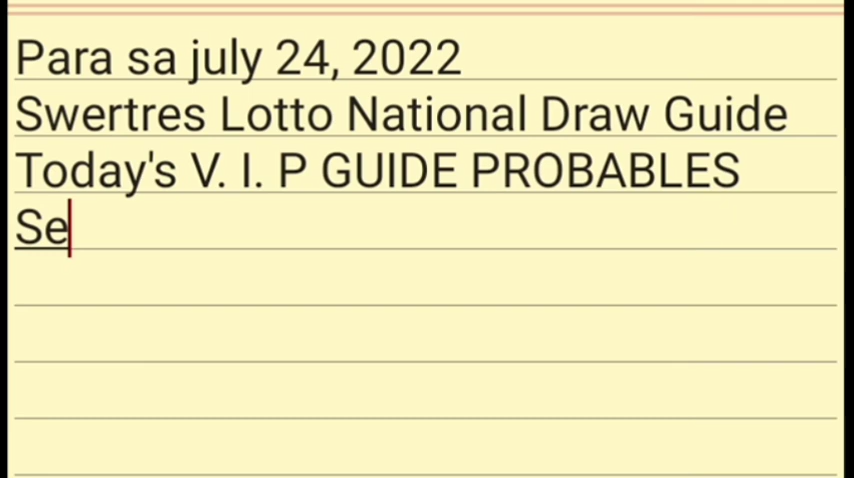 Para sa july 24, 2022
Swertres Lotto National Draw Guide
Today's V. I. P GUIDE PROBABLES
Se